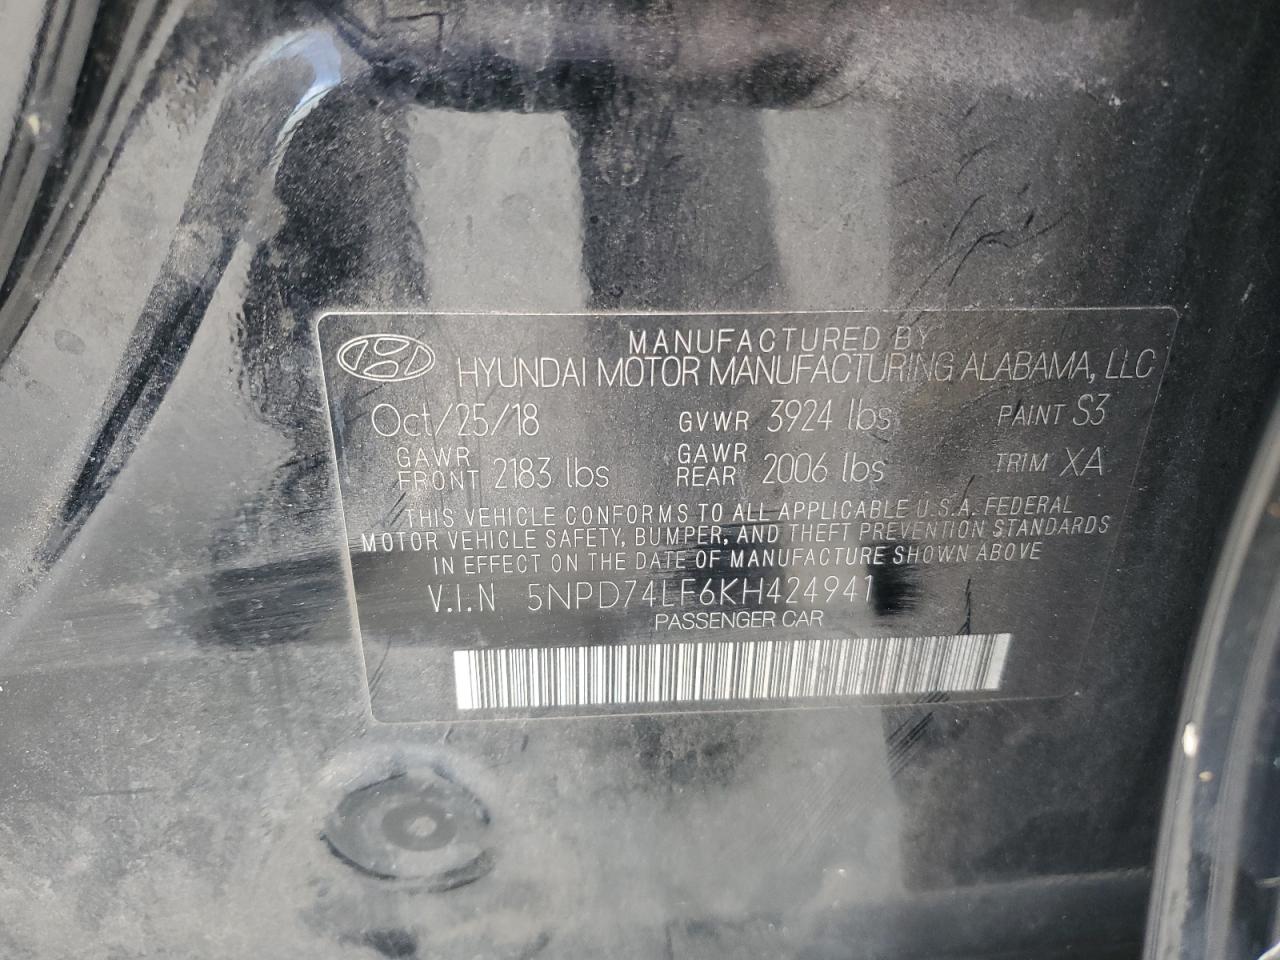 MANUFACTURED BY
HYUNDAI MOTOR MANUFACTURING ALABAMA, LLC
Oct/25/18 GVWR 3924 lbs PAINT S3
GAWR FRONT 2183 lbs GAWR REAR 2006 lbs TRIM XA
THIS VEHICLE CONFORMS TO ALL APPLICABLE U.S.A. FEDERAL
MOTOR VEHICLE SAFETY, BUMPER, AND THEFT PREVENTION STANDARDS
IN EFFECT ON THE DATE OF MANUFACTURE SHOWN ABOVE
V.I.N 5NPD74LF6KH424941
PASSENGER CAR